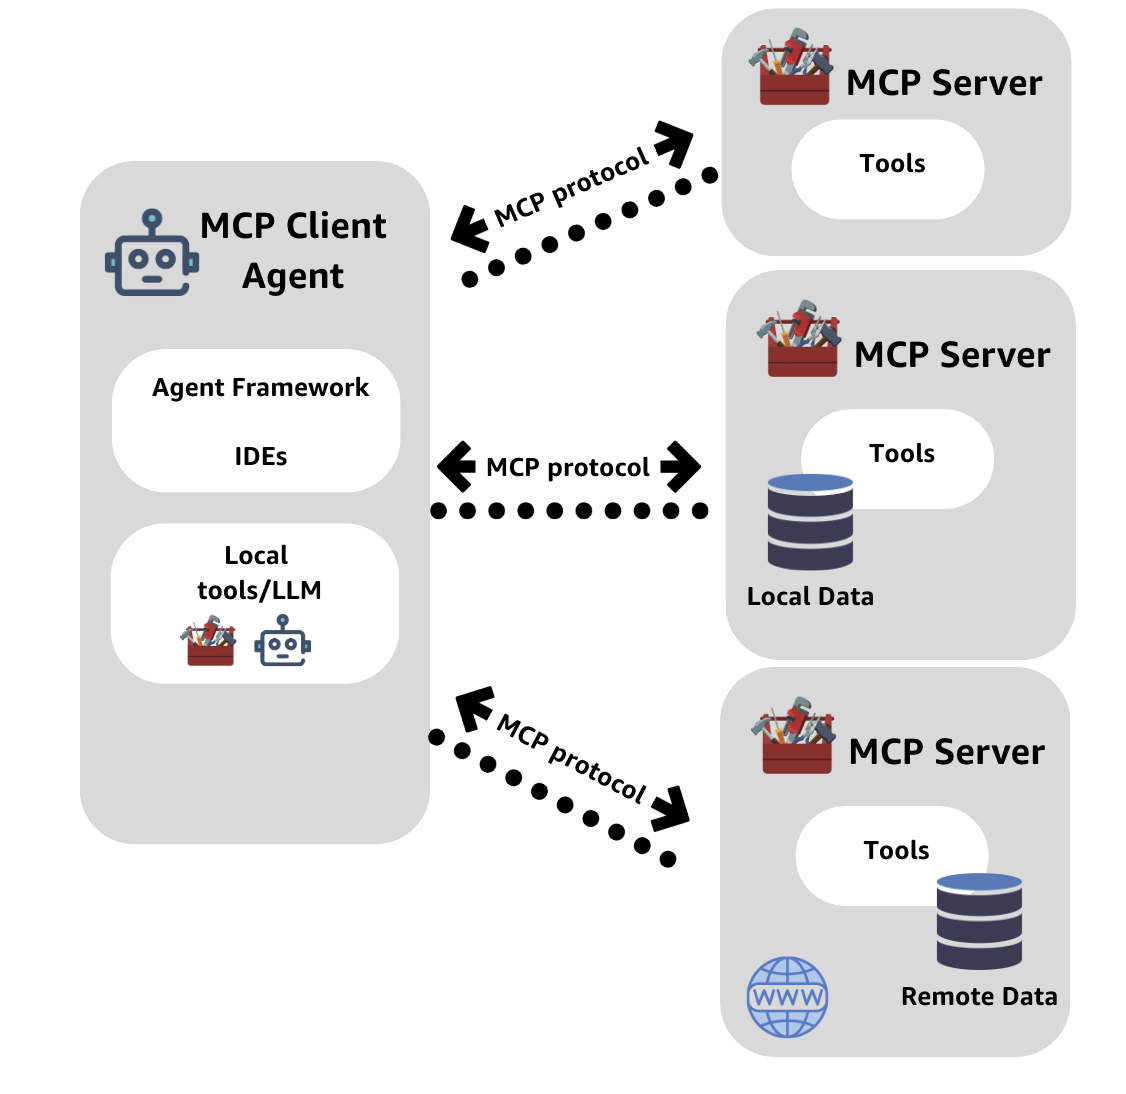 MCP Client
Agent
Agent Framework
IDEs
Local
tools/LLM
MCP protocol
MCP protocol
MCP protocol
MCP Server
Tools
MCP Server
Tools
Local Data
MCP Server
Tools
WWW
Remote Data